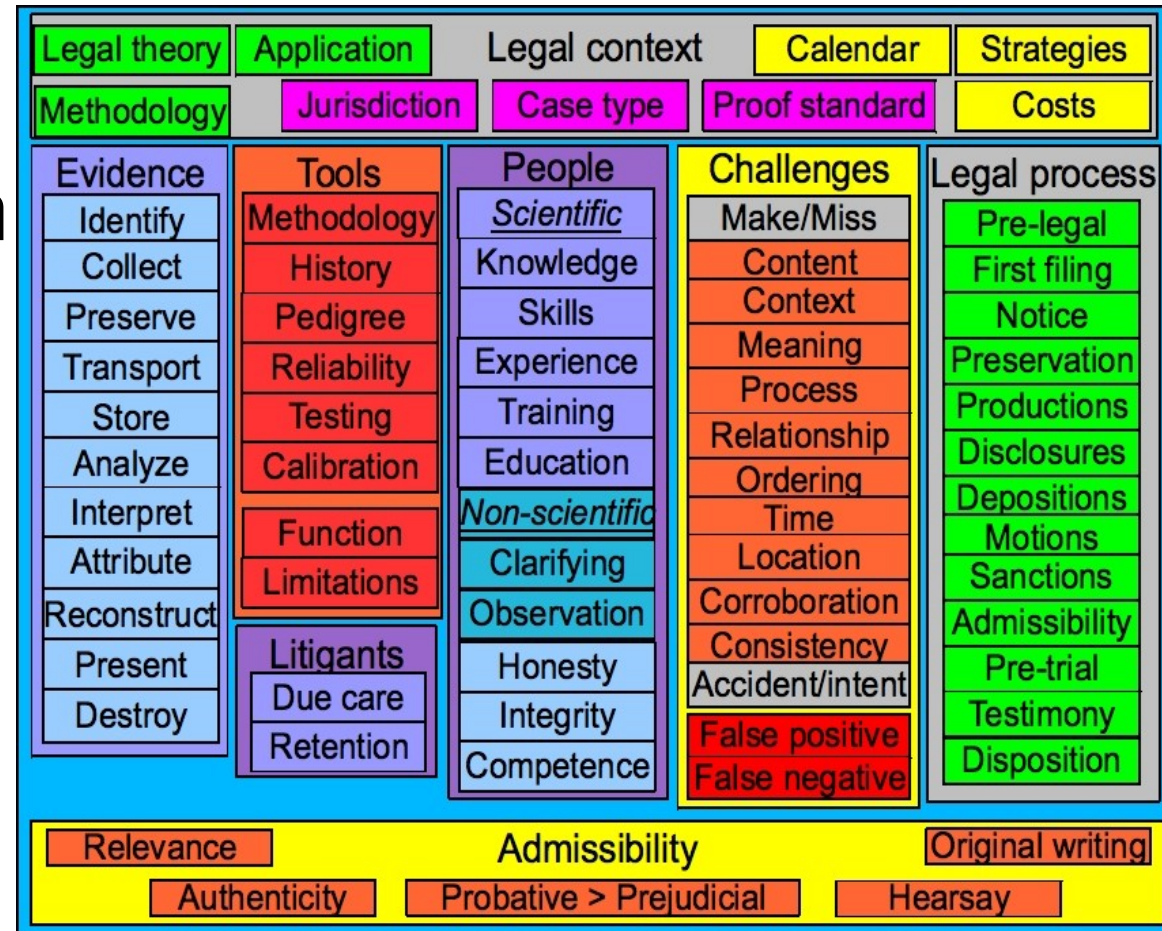 Legal theory Application Legal context Calendar Strategies
Methodology Jurisdiction Case type Proof standard Costs
Evidence
Identify
Collect
Preserve
Transport
Store
Analyze
Interpret
Attribute
Reconstruct
Present
Destroy
Tools
Methodology
History
Pedigree
Reliability
Testing
Calibration
Function
Limitations
Litigants
Due care
Retention
People
Scientific
Knowledge
Skills
Experience
Training
Education
Non-scientific
Clarifying
Observation
Honesty
Integrity
Competence
Challenges
Make/Miss
Content
Context
Meaning
Process
Relationship
Ordering
Time
Location
Corroboration
Consistency
Accident/intent
False positive
False negative
Legal process
Pre-legal
First filing
Notice
Preservation
Productions
Disclosures
Depositions
Motions
Sanctions
Admissibility
Pre-trial
Testimony
Disposition
Relevance Admissibility Original writing
Authenticity Probative > Prejudicial Hearsay